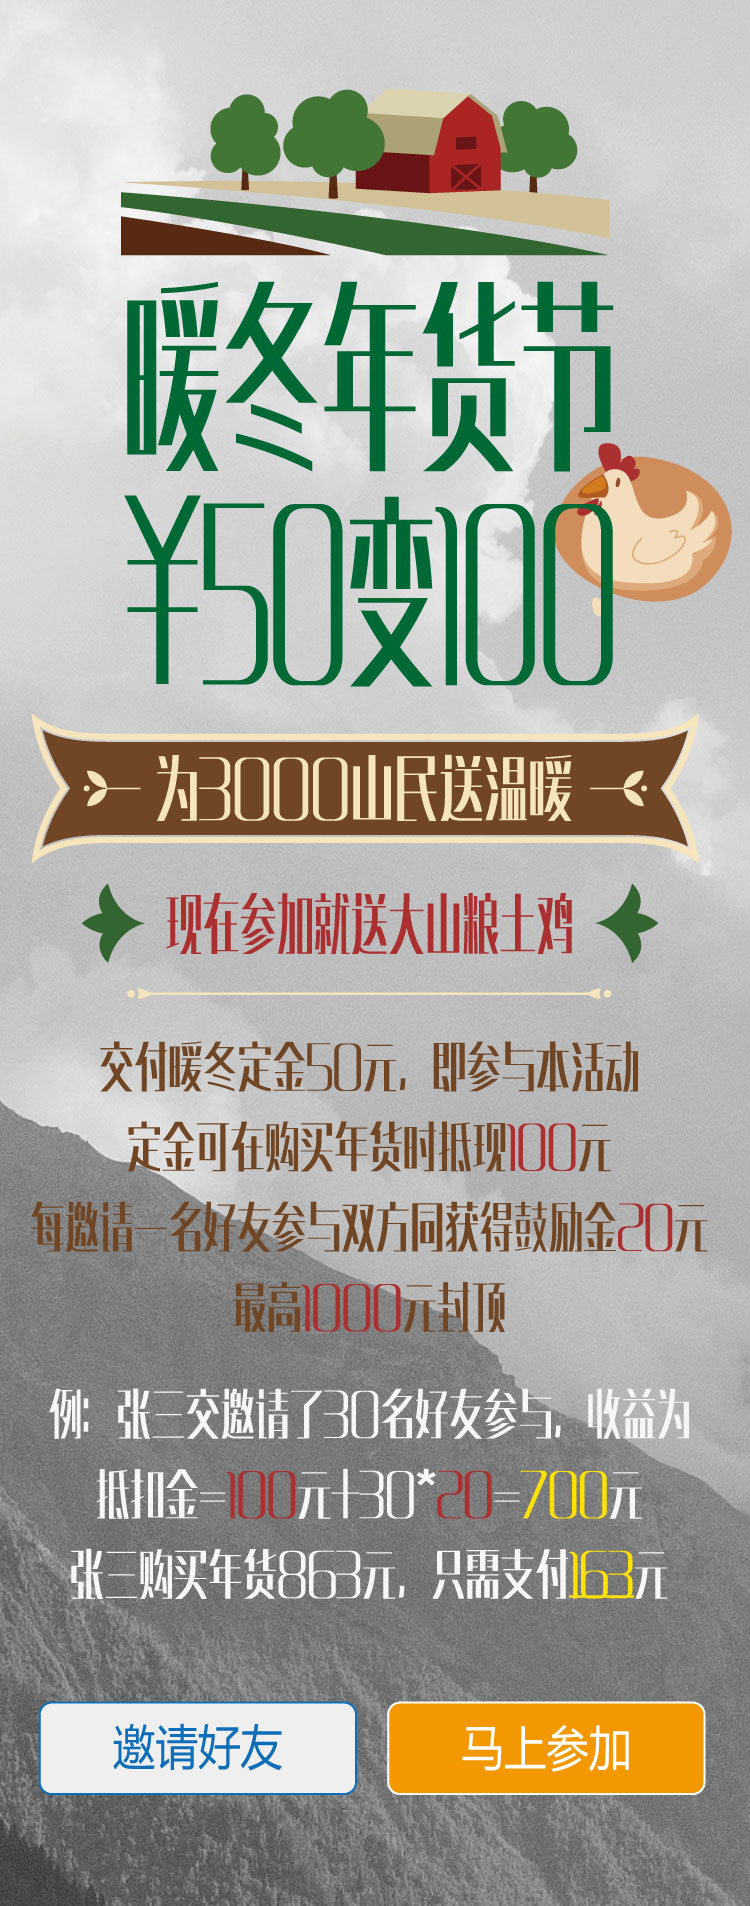 暖冬年货节
¥50变100
为3000山民送温暖
现在参加就送大山粮土鸡
交付暖冬定金50元,即参与本活动
定金可在购买年货时抵现100元
每邀请一名好友参与双方同获得鼓励金20元
最高1000元封顶
例:张三交邀请了30名好友参与,收益为
抵扣金=100元+30*20=700元
张三购买年货863元,只需支付163元
邀请好友
马上参加